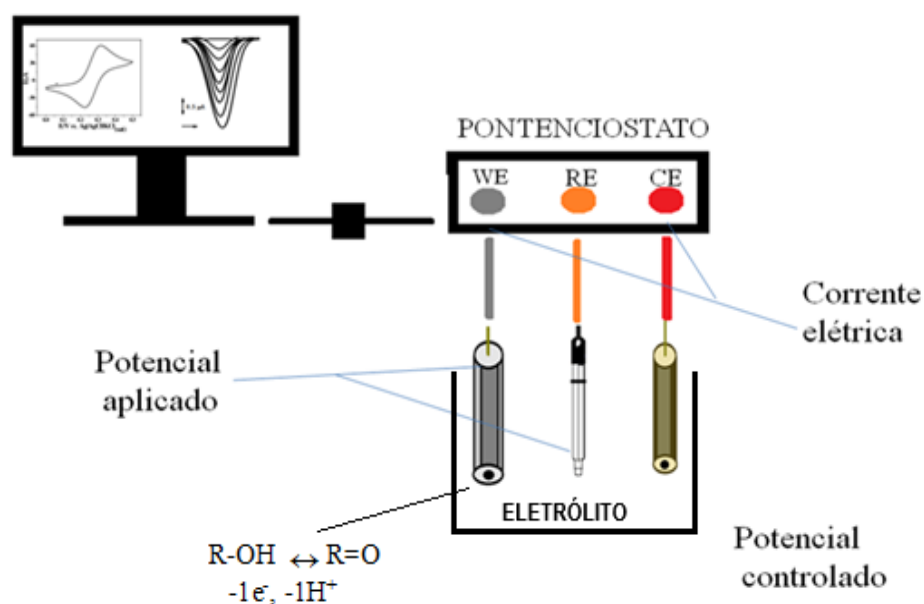 PONTENCIOSTATO
WE RE CE
Corrente
elétrica
Potencial
aplicado
ELETRÓLITO
R-OH ↔ R=O
-1e⁻, -1H⁺
Potencial
controlado